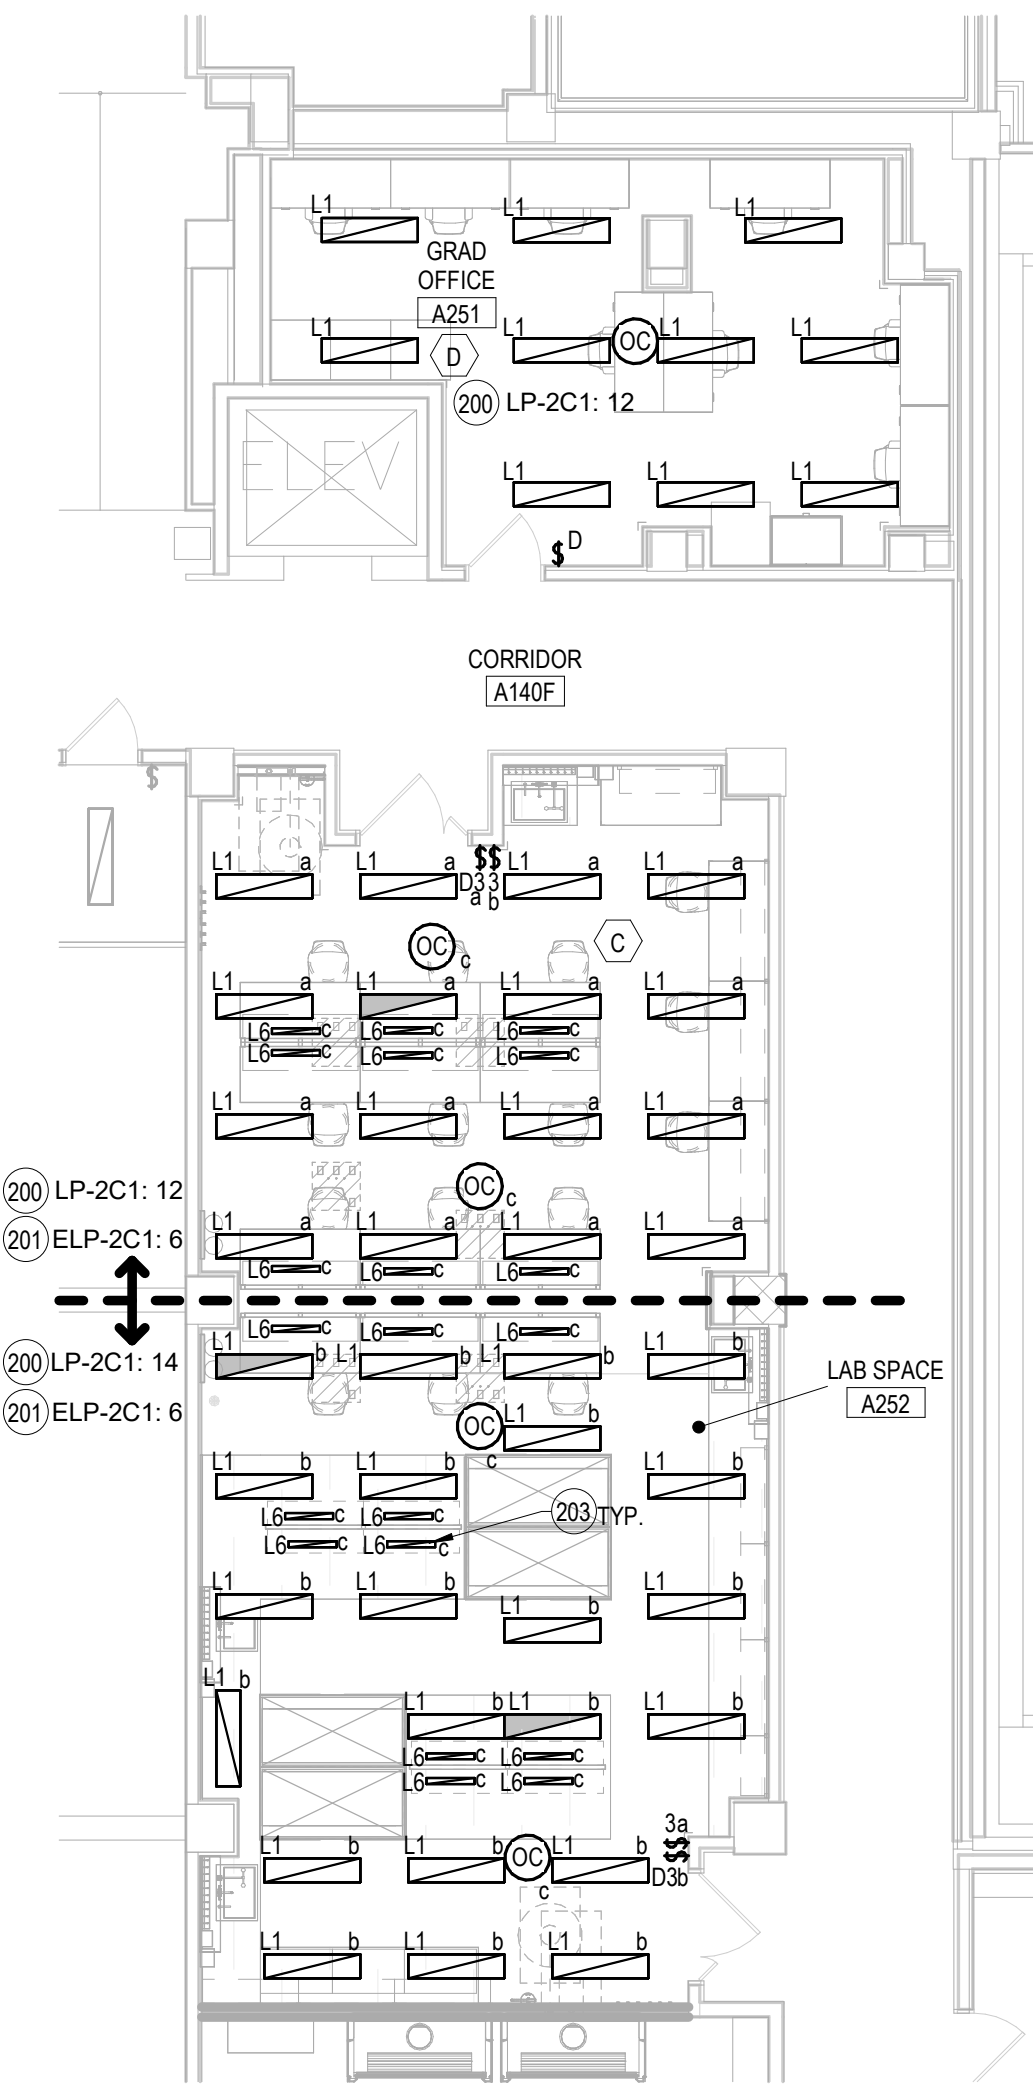 L1 L1 L1
GRAD
OFFICE
A251
L1 L1 OC L1 L1
D
200 LP-2C1: 12
ELEV
L1 L1 L1
$ D
CORRIDOR
A140F
$
L1 a L1 a $$ L1 a L1 a
D3 3
a b
OC c
C
L1 a L1 a L1 a L1 a
L6 c L6 c L6 c
L6 c L6 c L6 c
L1 a L1 a L1 a L1 a
200 LP-2C1: 12
OC c
L1 a L1 a L1 a L1 a
201 ELP-2C1: 6
L6 c L6 c L6 c
L6 c L6 c L6 c
200 LP-2C1: 14
L1 b L1 b L1 b L1 b
LAB SPACE
A252
201 ELP-2C1: 6
OC c
L1 b
L1 b L1 b L1 b
L6 c L6 c
203 TYP.
L6 c L6 c
L1 b L1 b L1 b
L1 b
L1 b
L1 b L1 b L1 b
L6 c L6 c
L6 c L6 c
3a
$$
D3b
L1 b L1 b OC c L1 b
L1 b L1 b L1 b